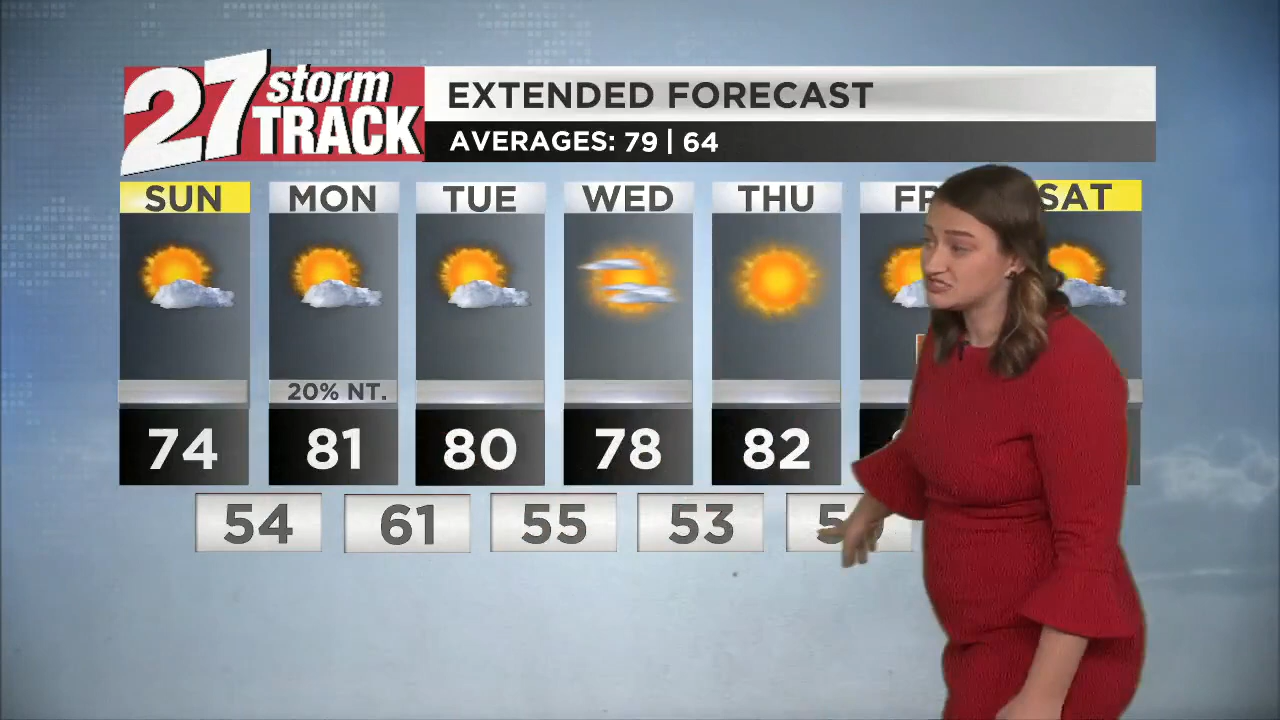 27 storm TRACK
EXTENDED FORECAST
AVERAGES: 79 | 64
SUN MON TUE WED THU SAT
20% NT.
74 81 80 78 82
54 61 55 53